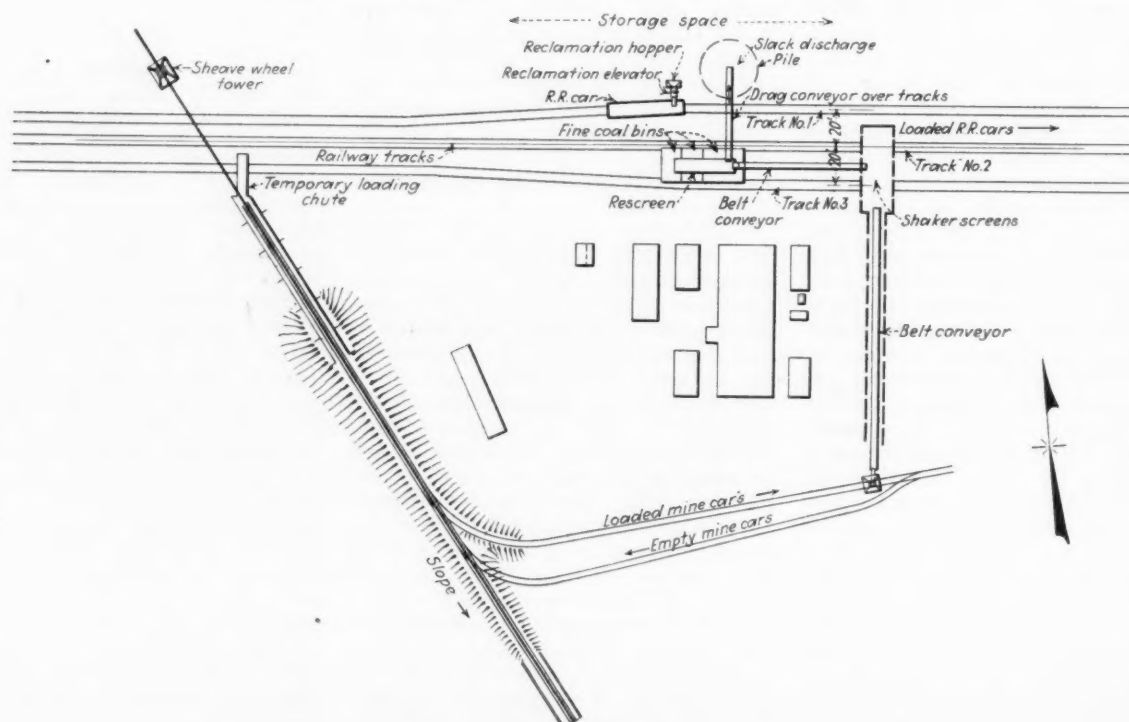 Storage space
Reclamation hopper
Slack discharge
Sheave wheel
tower
Reclamation elevator
Pile
R.R. car
Drag conveyor over tracks
Track No.1
20'
Fine coal bins
Loaded R.R. cars
Railway tracks
20'
Track No.2
Temporary loading
chute
Rescreen
Belt
conveyor
Track No.3
Shaker screens
Belt conveyor
Loaded mine cars
Empty mine cars
Slope